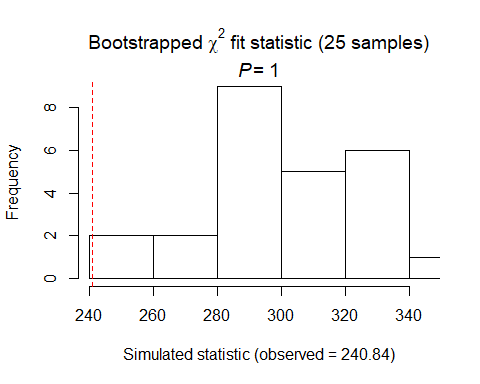 Bootstrapped χ² fit statistic (25 samples)
P = 1
Frequency
8
6
4
2
0
240 260 280 300 320 340
Simulated statistic (observed = 240.84)